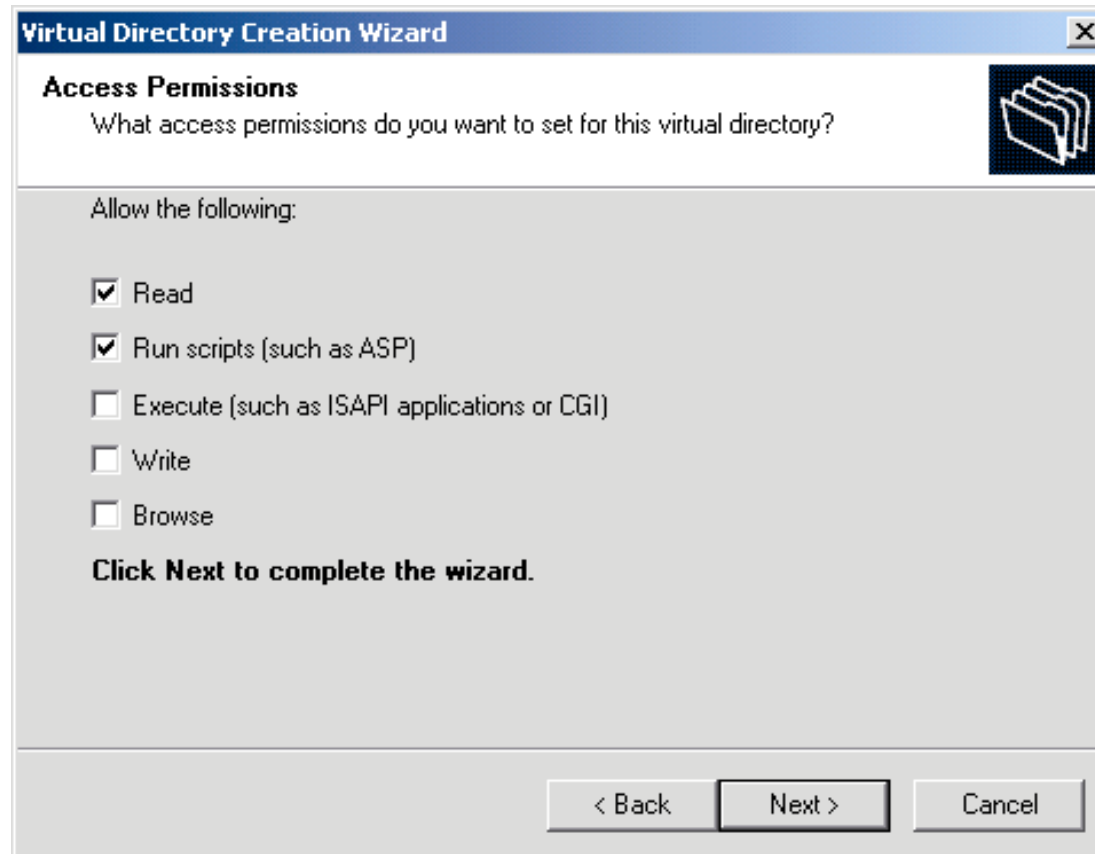 Virtual Directory Creation Wizard
Access Permissions
What access permissions do you want to set for this virtual directory?
Allow the following:
Read
Run scripts (such as ASP)
Execute (such as ISAPI applications or CGI)
Write
Browse
Click Next to complete the wizard.
< Back Next > Cancel